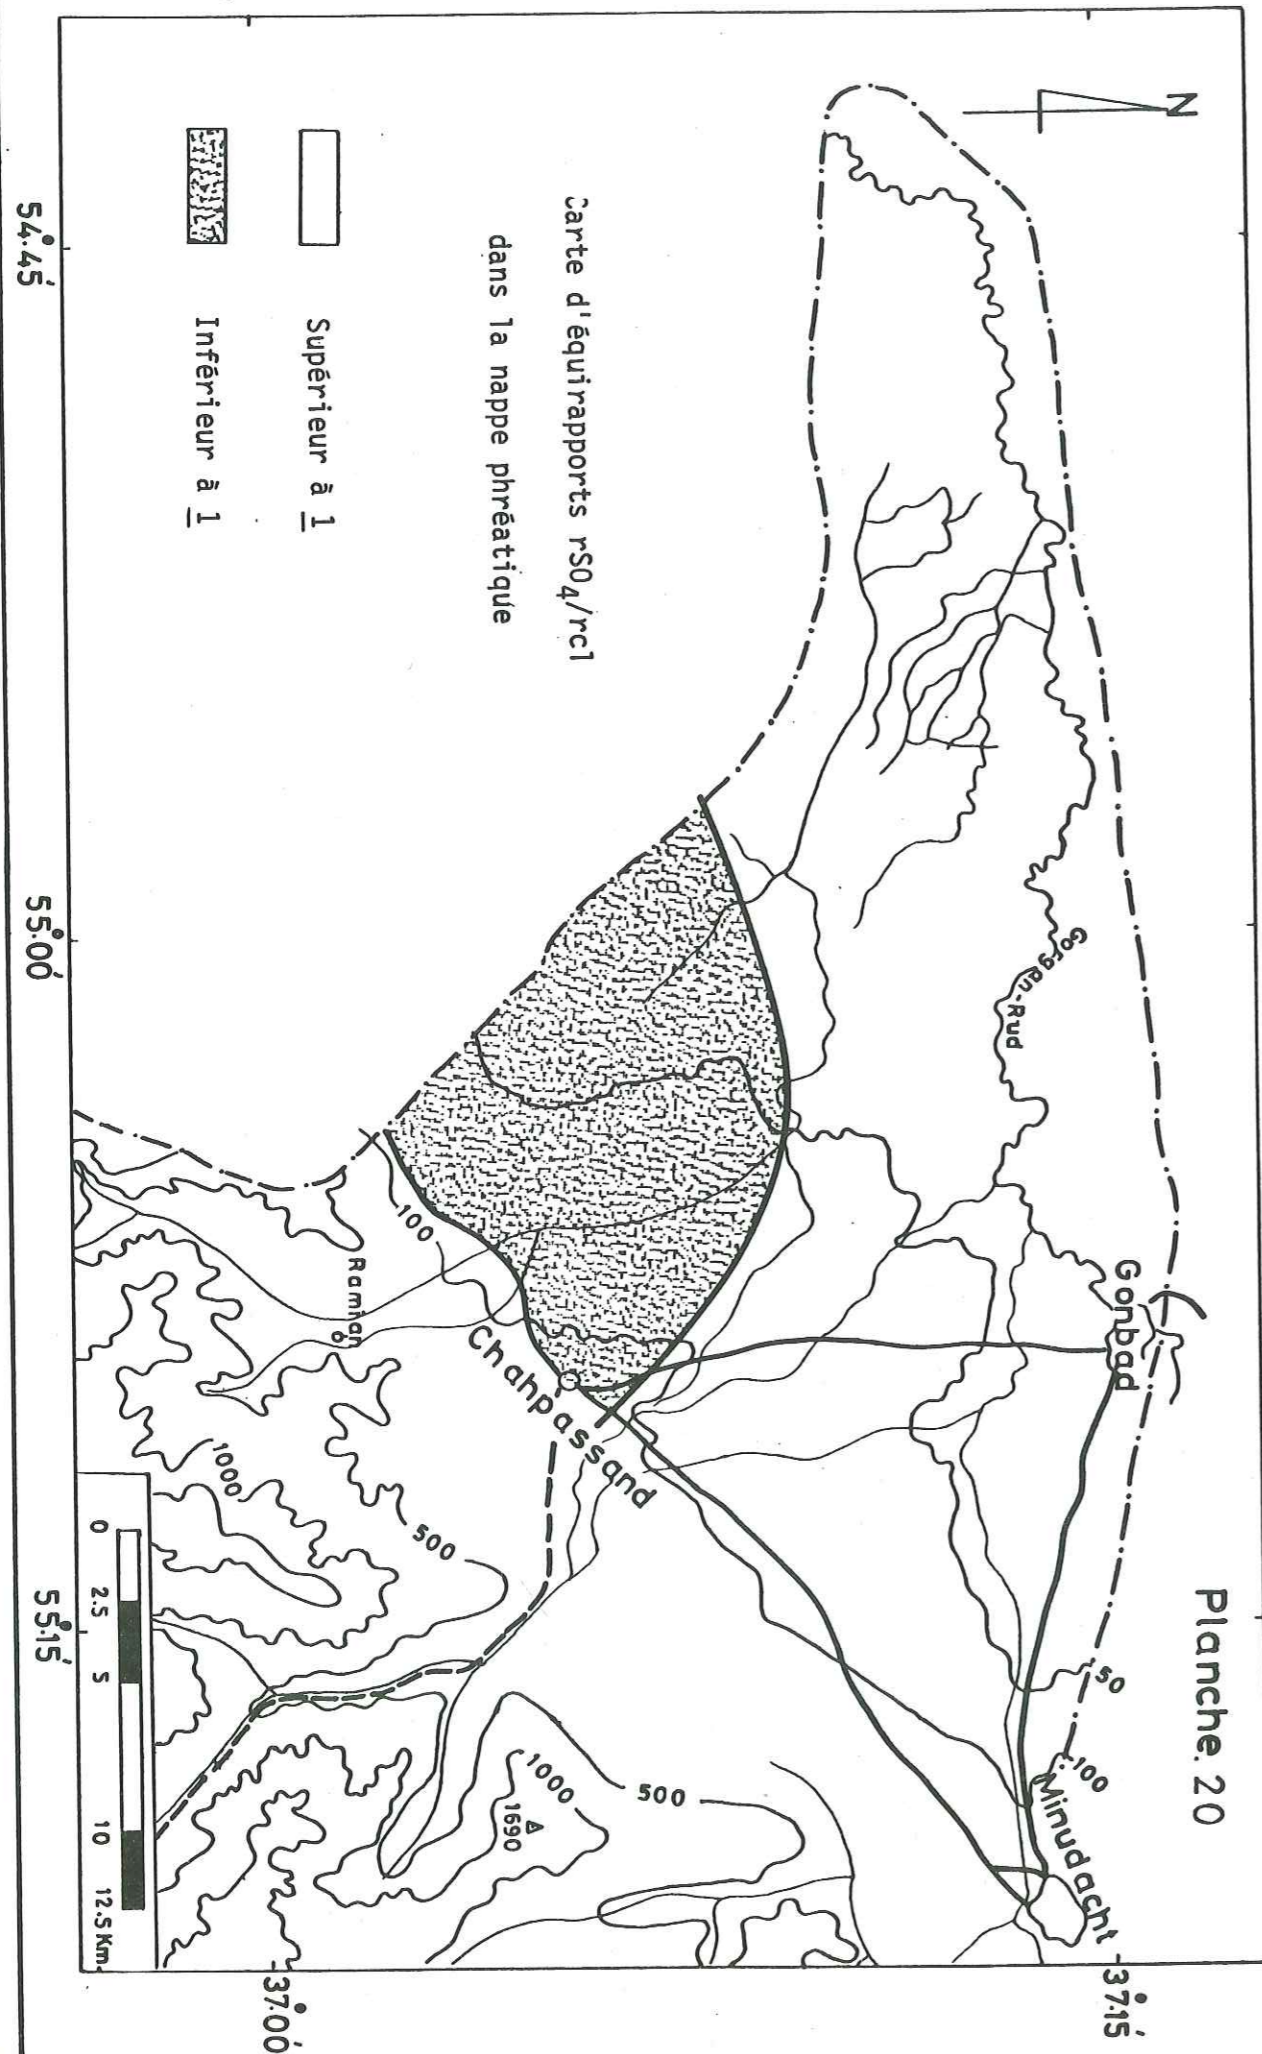 Planche.20
N
Carte d'équirapports rSO4/rcl
dans la nappe phréatique
Supérieur à 1
Inférieur à 1
Gorgan-Rud
Gonbad
Minudacht
Chahpassand
Ramian
50
100
100
500
500
1000
1000
1690
0 2.5 5 10 12.5 Km.
54°.45'
55°.00'
55°.15'
37°.00'
37°.15'